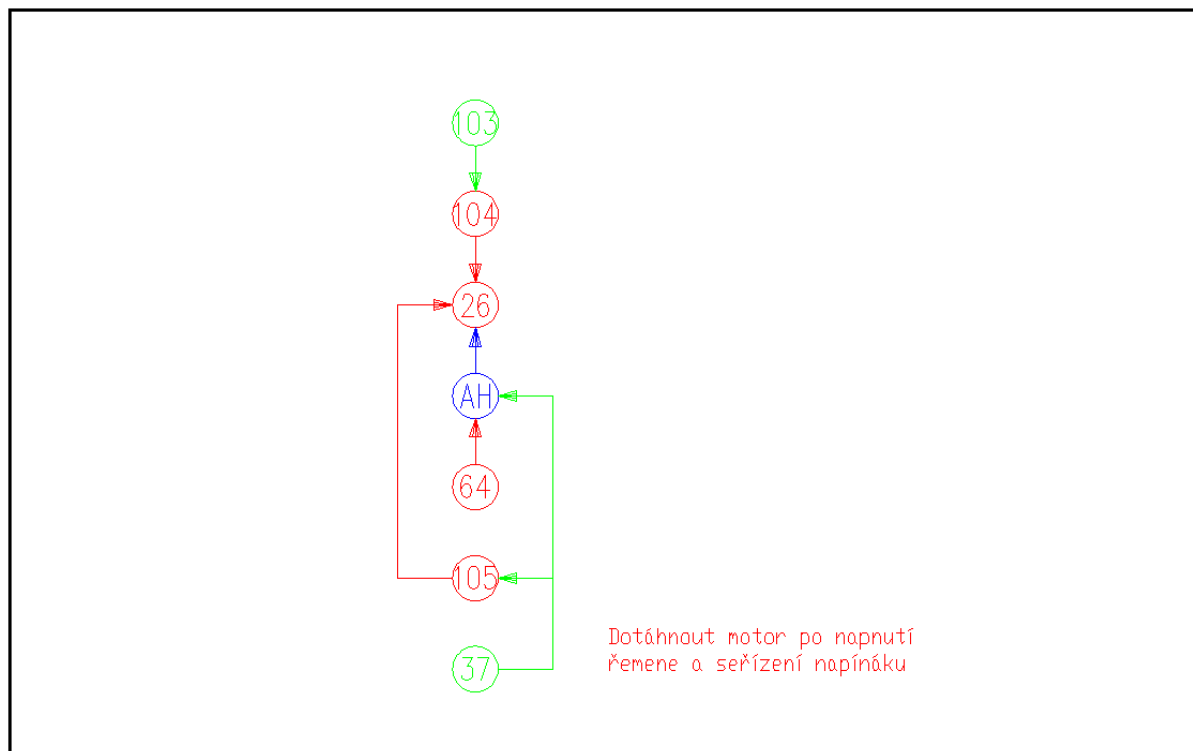 103
104
26
AH
64
105
37
Dotáhnout motor po napnutí
řemene a seřízení napínáku